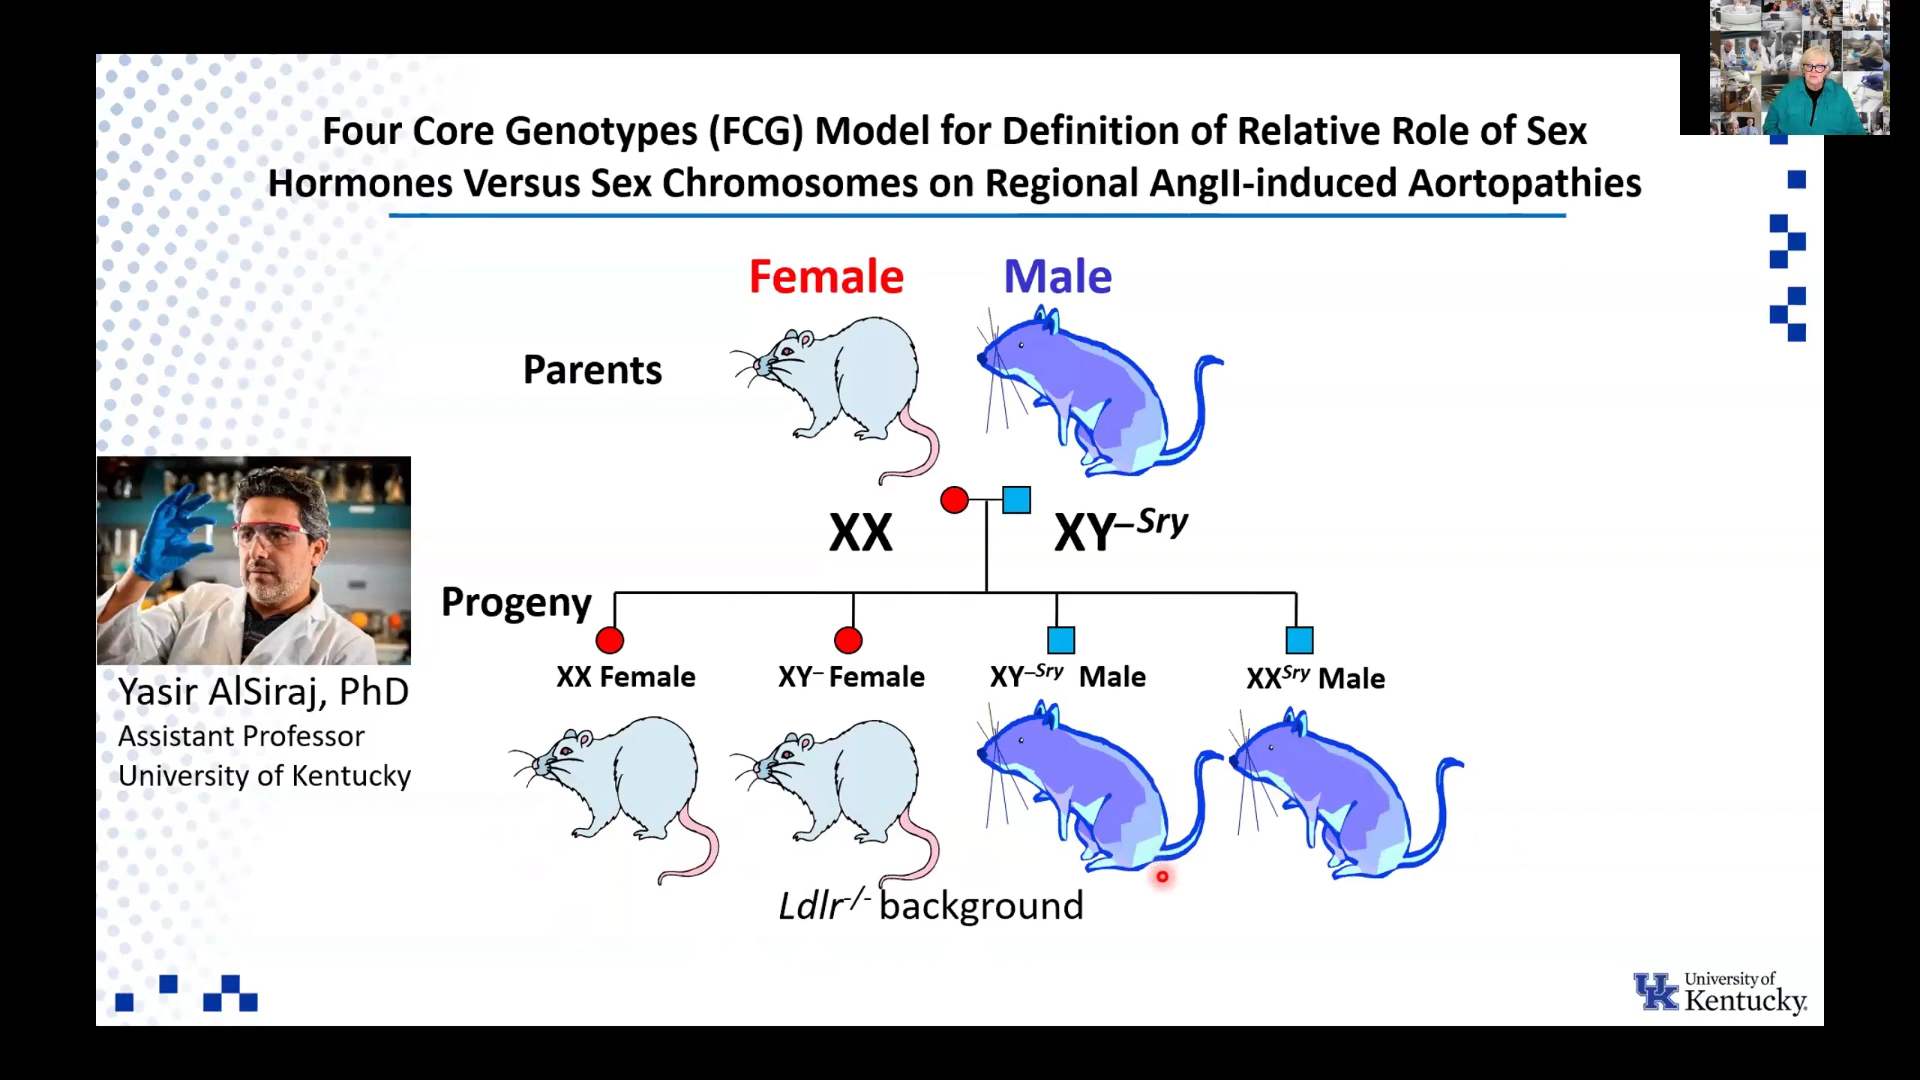 Four Core Genotypes (FCG) Model for Definition of Relative Role of Sex
Hormones Versus Sex Chromosomes on Regional AngII-induced Aortopathies
Female
Male
Parents
XX
XY–Sry
Progeny
XX Female
XY– Female
XY–Sry Male
XXSry Male
Yasir AlSiraj, PhD
Assistant Professor
University of Kentucky
Ldlr-/- background
UK
University of
Kentucky.